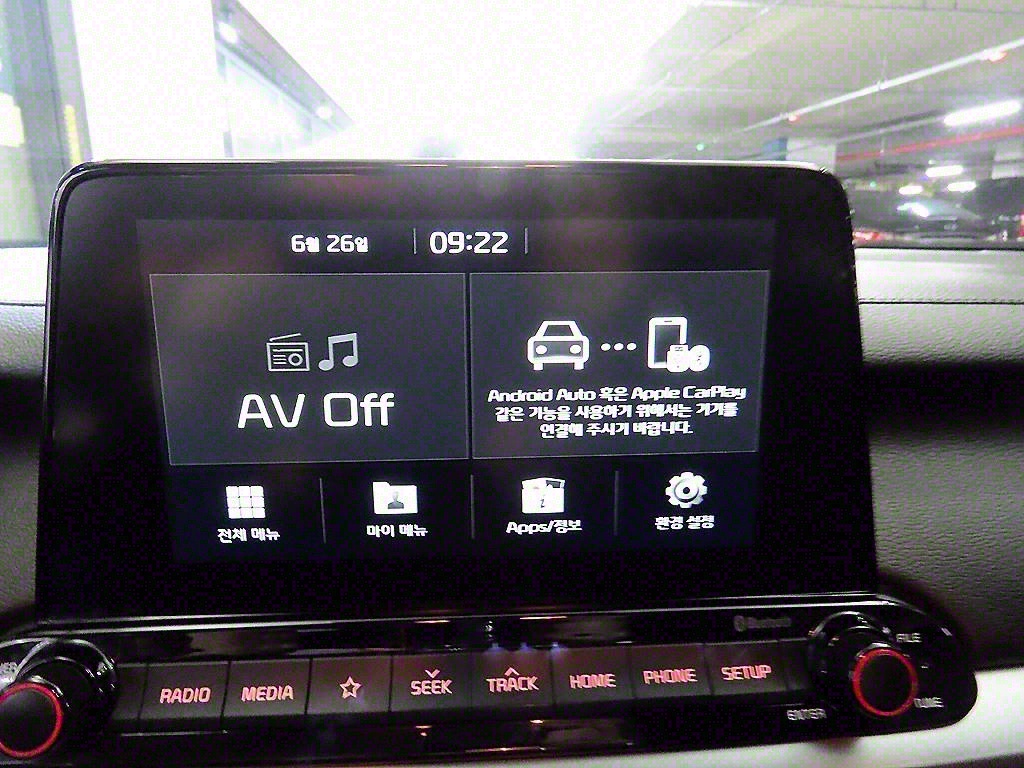 6월 26일 09:22
AV Off
Android Auto 혹은 Apple CarPlay
같은 기능을 사용하기 위해서는 기기를
연결해 주시기 바랍니다.
전체 메뉴
마이 메뉴
Apps/정보
환경 설정
Bluetooth
FILE
RADIO
MEDIA
SEEK
TRACK
HOME
PHONE
SETUP
ENTER
TUNE